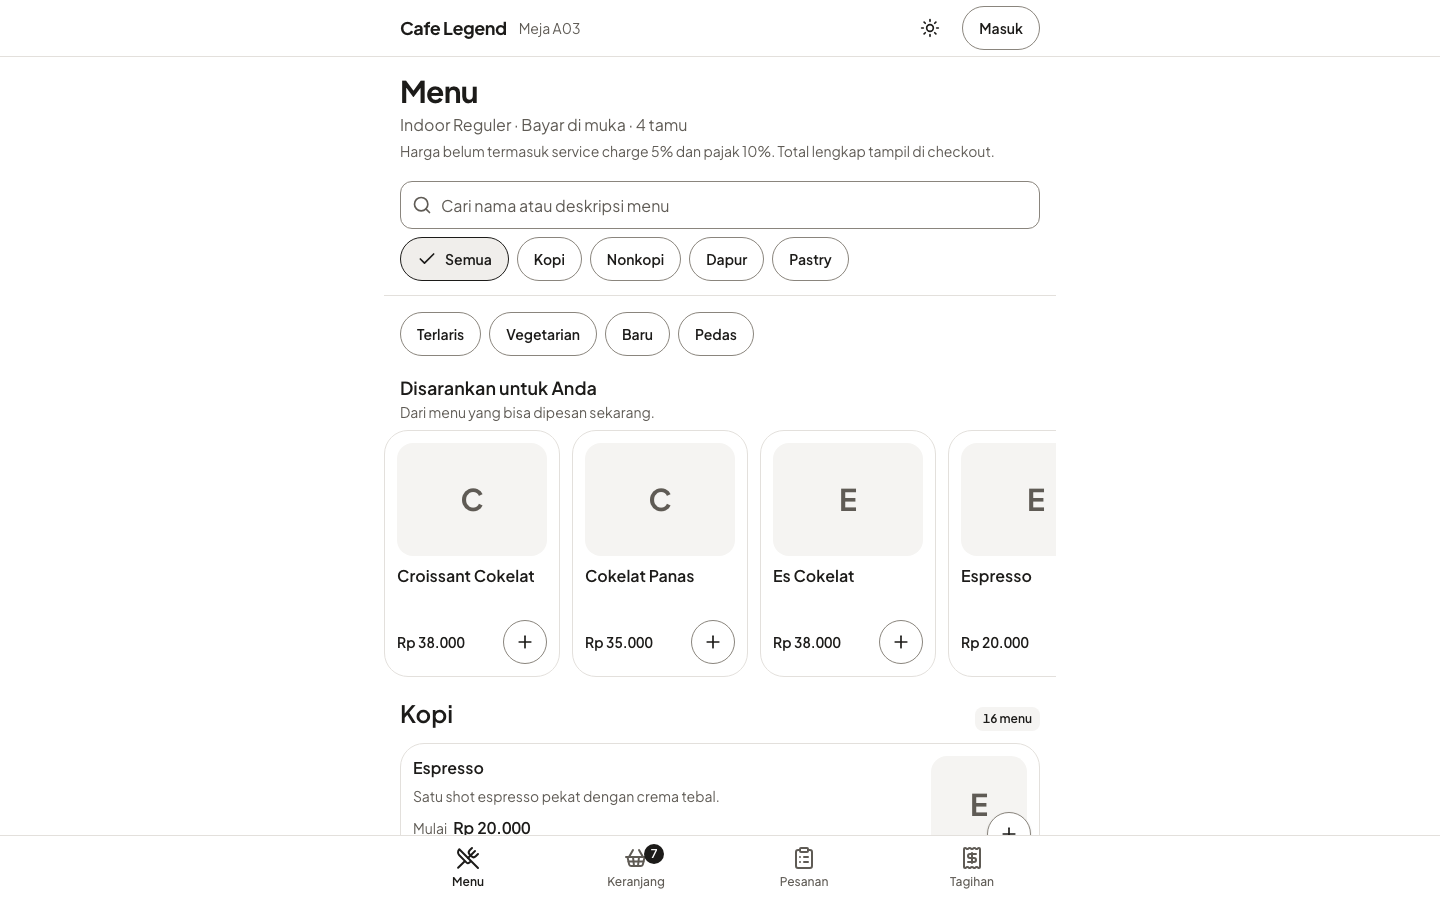 Cafe Legend Meja A03 Masuk
Menu
Indoor Reguler · Bayar di muka · 4 tamu
Harga belum termasuk service charge 5% dan pajak 10%. Total lengkap tampil di checkout.
Cari nama atau deskripsi menu
Semua Kopi Nonkopi Dapur Pastry
Terlaris Vegetarian Baru Pedas
Disarankan untuk Anda
Dari menu yang bisa dipesan sekarang.
C C E E
Croissant Cokelat Cokelat Panas Es Cokelat Espresso
Rp 38.000 Rp 35.000 Rp 38.000 Rp 20.000
Kopi 16 menu
Espresso
Satu shot espresso pekat dengan crema tebal.
E
Mulai Rp 20.000
7
Menu Keranjang Pesanan Tagihan